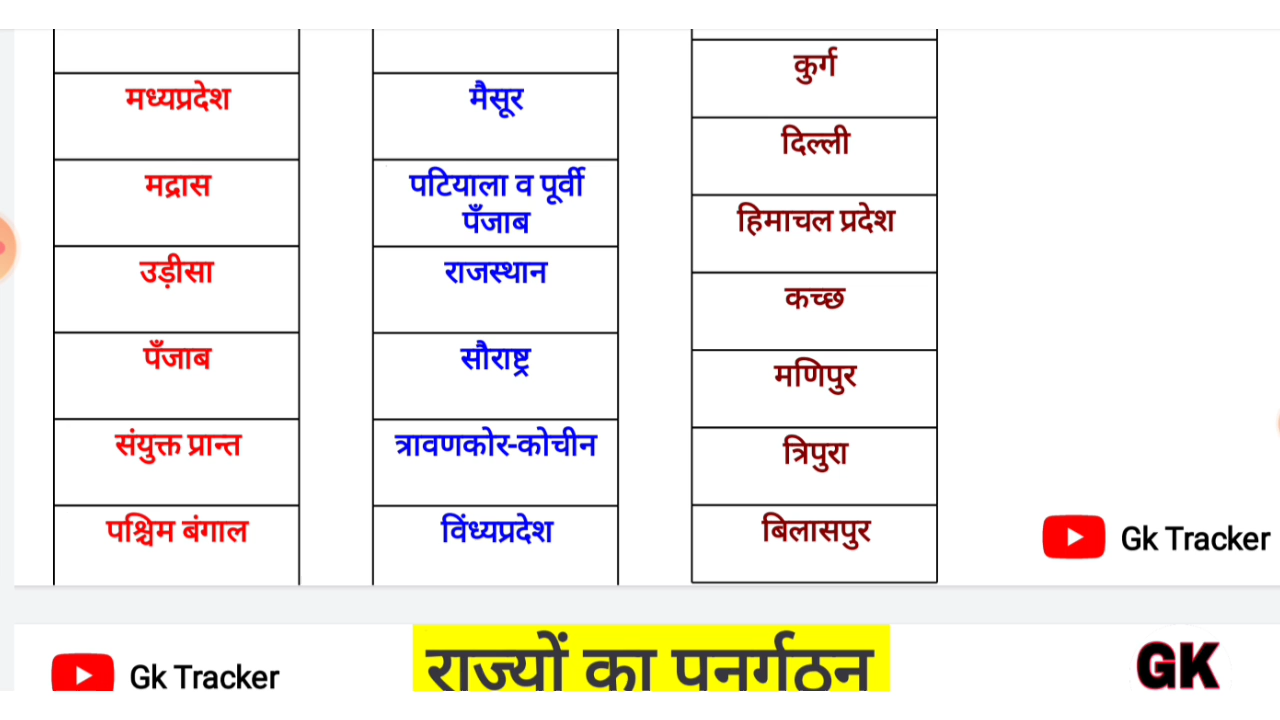 मध्यप्रदेश
मद्रास
उड़ीसा
पँजाब
संयुक्त प्रान्त
पश्चिम बंगाल
मैसूर
पटियाला व पूर्वी
पँजाब
राजस्थान
सौराष्ट्र
त्रावणकोर-कोचीन
विंध्यप्रदेश
कुर्ग
दिल्ली
हिमाचल प्रदेश
कच्छ
मणिपुर
त्रिपुरा
बिलासपुर
Gk Tracker
Gk Tracker
राज्यों का पुनर्गठन
GK